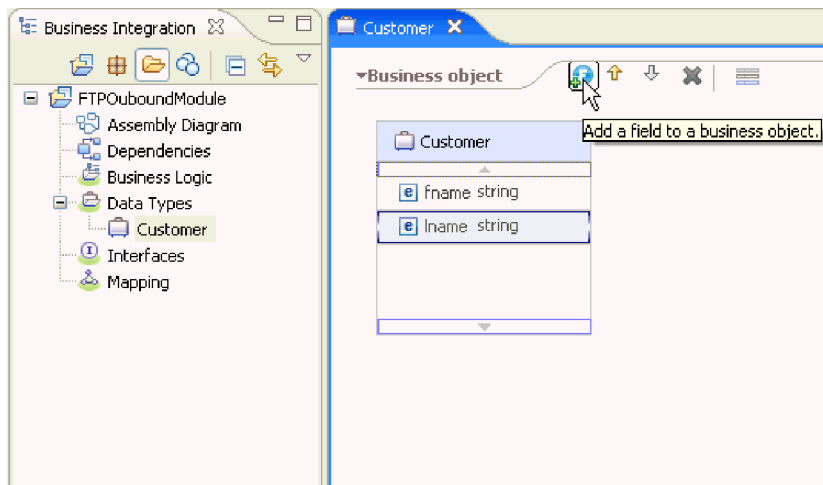 Business Integration
FTPOuboundModule
Assembly Diagram
Dependencies
Business Logic
Data Types
Customer
Interfaces
Mapping
Customer
Business object
Add a field to a business object.
Customer
e fname string
e lname string